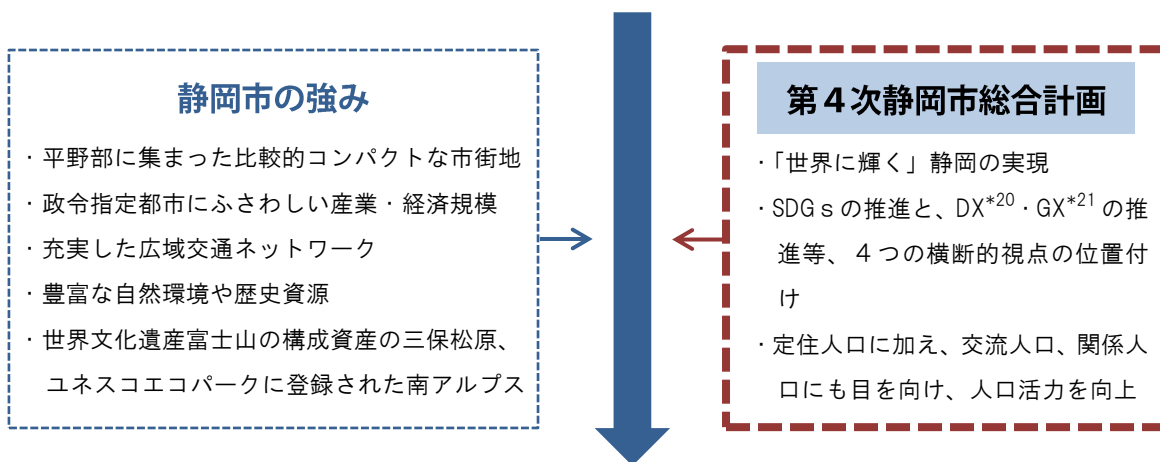 静岡市の強み
・平野部に集まった比較的コンパクトな市街地
・政令指定都市にふさわしい産業・経済規模
・充実した広域交通ネットワーク
・豊富な自然環境や歴史資源
・世界文化遺産富士山の構成資産の三保松原、
ユネスコエコパークに登録された南アルプス
第４次静岡市総合計画
・「世界に輝く」静岡の実現
・SDGｓの推進と、DX*20・GX*21の推
進等、４つの横断的視点の位置付
け
・定住人口に加え、交流人口、関係人
口にも目を向け、人口活力を向上